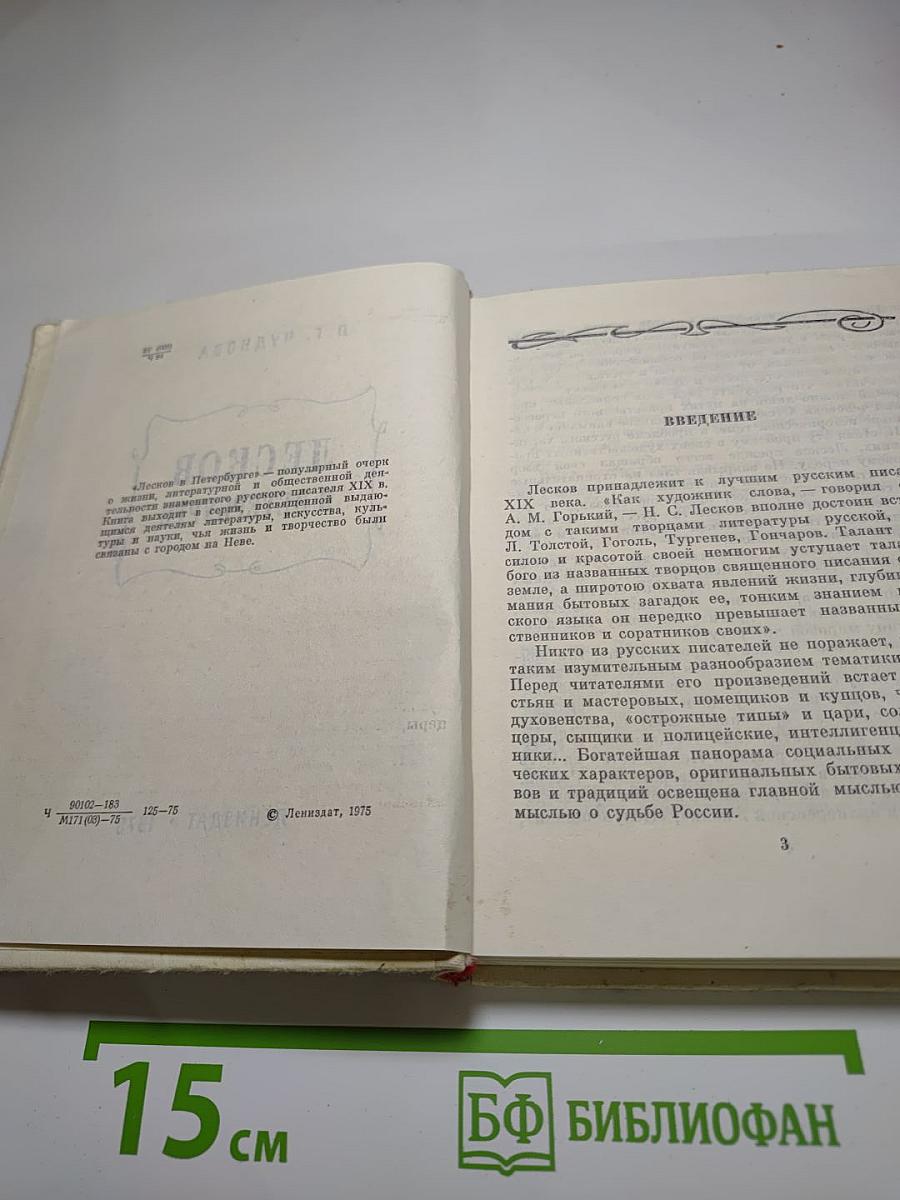 «Лесков в Петербурге» — популярный очерк
о жизни, литературной и общественной дея-
тельности знаменитого русского писателя XIX в.
Книга выходит в серии, посвященной выдаю-
щимся деятелям литературы, искусства, куль-
туры и науки, чья жизнь и творчество были
связаны с городом на Неве.
Ч 90102—183
М171(03)—75 125—75
© Лениздат, 1975
ВВЕДЕНИЕ
Лесков принадлежит к лучшим русским писа
XIX века. «Как художник слова, — говорил
А. М. Горький, — Н. С. Лесков вполне достоин вст
дом с такими творцами литературы русской,
Л. Толстой, Гоголь, Тургенев, Гончаров. Талант
силою и красотой своей немногим уступает тала
бого из названных творцов священного писания
земле, а широтою охвата явлений жизни, глуби
мания бытовых загадок ее, тонким знанием
ского языка он нередко превышает названны
ственников и соратников своих».
Никто из русских писателей не поражает,
таким изумительным разнообразием тематики
Перед читателями его произведений встает
стьян и мастеровых, помещиков и купцов,
духовенства, «острожные типы» и цари, сол
церы, сыщики и полицейские, интеллигенц
ники... Богатейшая панорама социальных
ческих характеров, оригинальных бытовых
вов и традиций освещена главной мыслью
мыслью о судьбе России.
3
15 см
БФ БИБЛИОФАН